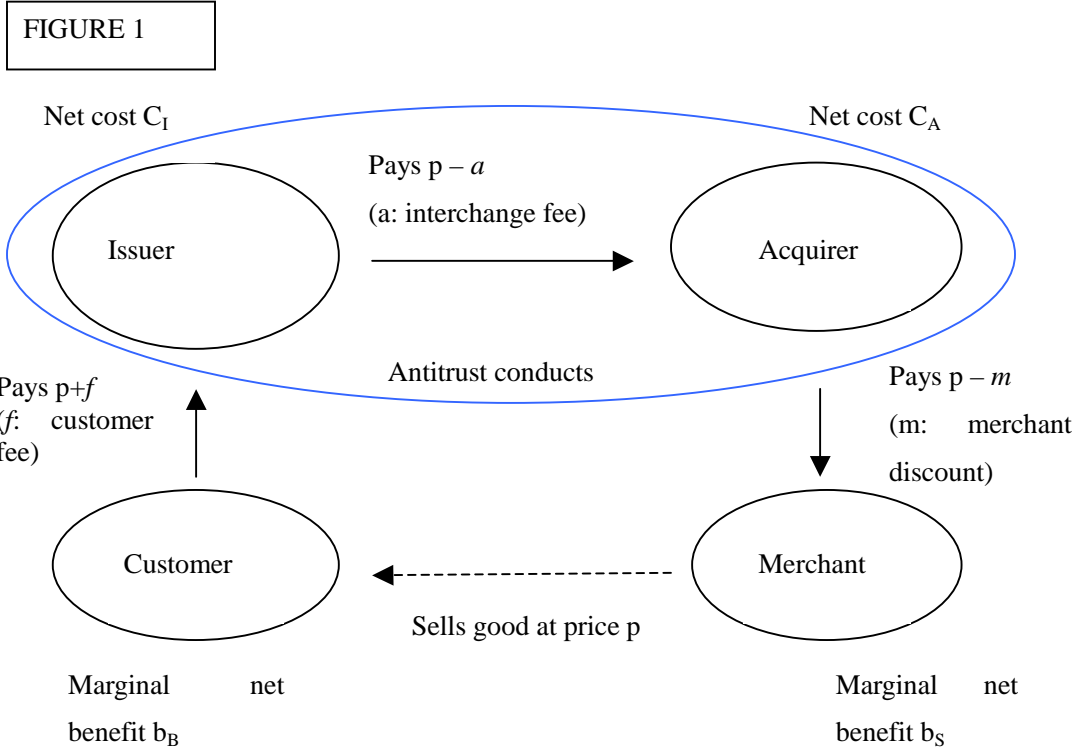 FIGURE 1
Net cost C_I
Net cost C_A
Pays p – a
(a: interchange fee)
Issuer
Acquirer
Antitrust conducts
Pays p+f
(f: customer
fee)
Pays p – m
(m: merchant
discount)
Customer
Merchant
Sells good at price p
Marginal net
benefit b_B
Marginal net
benefit b_S